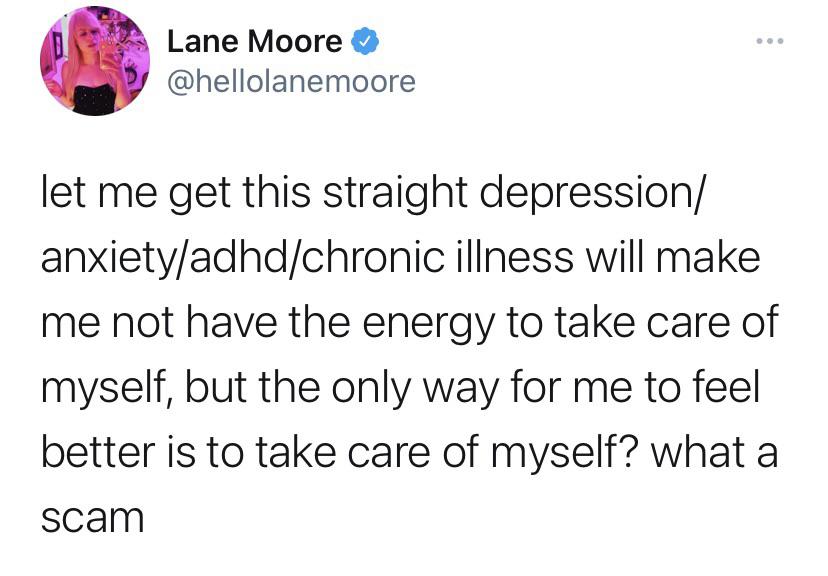 Lane Moore
@hellolanemoore
let me get this straight depression/
anxiety/adhd/chronic illness will make
me not have the energy to take care of
myself, but the only way for me to feel
better is to take care of myself? what a
scam